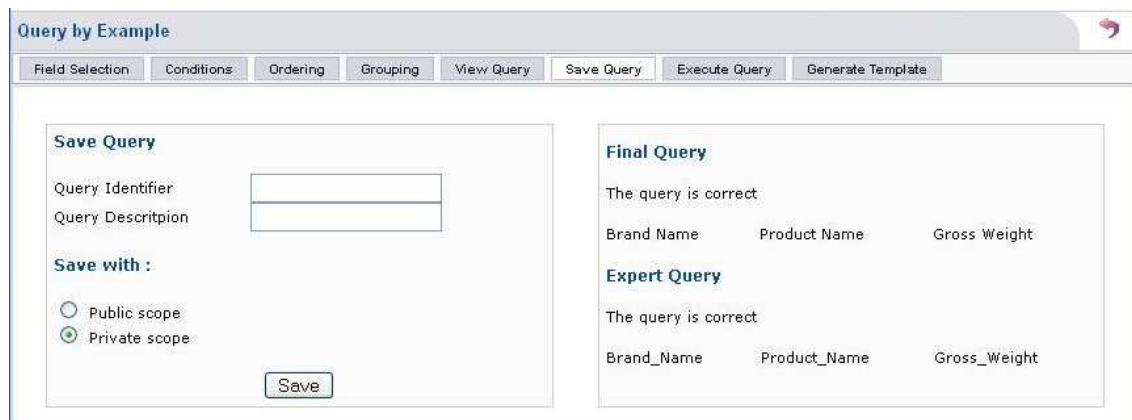 Query by Example
Field Selection Conditions Ordering Grouping View Query Save Query Execute Query Generate Template
Save Query
Query Identifier
Query Descritpion
Save with :
Public scope
Private scope
Save
Final Query
The query is correct
Brand Name Product Name Gross Weight
Expert Query
The query is correct
Brand_Name Product_Name Gross_Weight